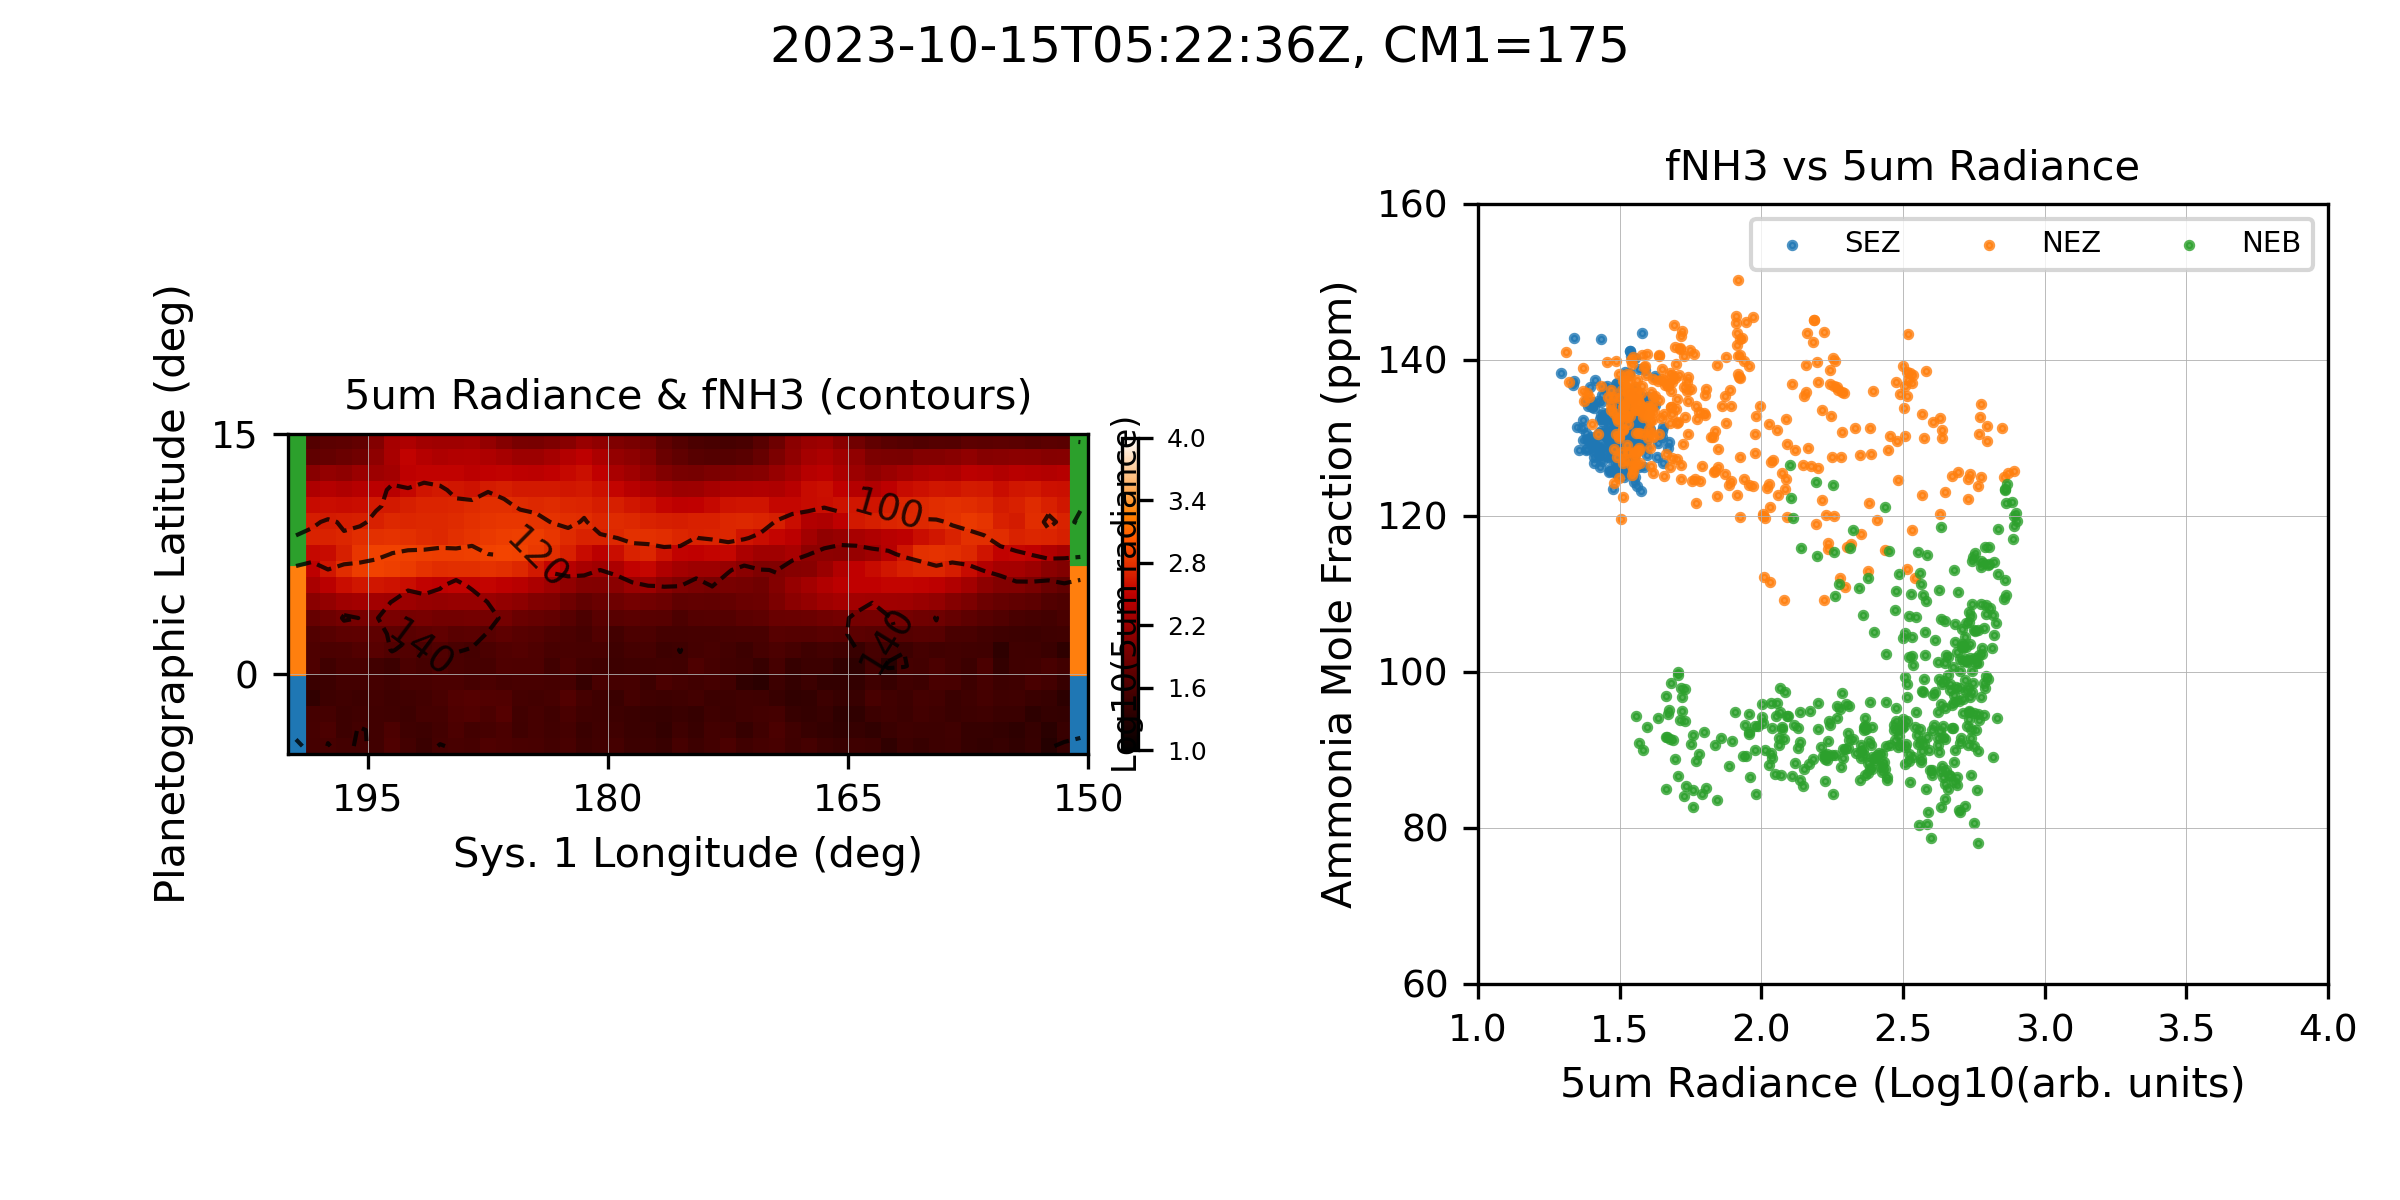 2023-10-15T05:22:36Z, CM1=175
5um Radiance & fNH3 (contours)
Planetographic Latitude (deg)
15
0
100
120
140
140
195
180
165
150
Sys. 1 Longitude (deg)
Log10(5um radiance)
4.0
3.4
2.8
2.2
1.6
1.0
fNH3 vs 5um Radiance
SEZ NEZ NEB
Ammonia Mole Fraction (ppm)
160
140
120
100
80
60
1.0 1.5 2.0 2.5 3.0 3.5 4.0
5um Radiance (Log10(arb. units)